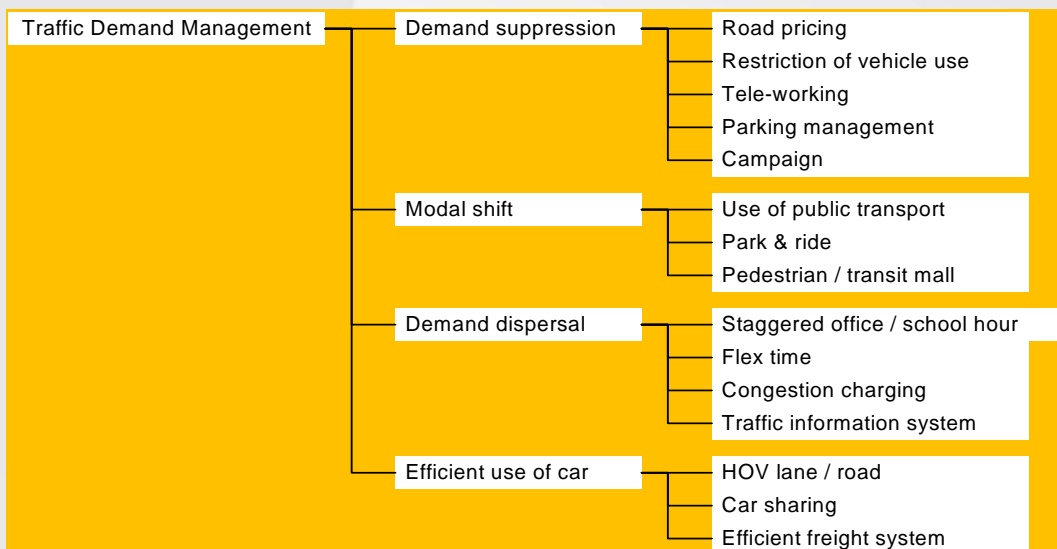 Traffic Demand Management
Demand suppression
Road pricing
Restriction of vehicle use
Tele-working
Parking management
Campaign
Modal shift
Use of public transport
Park & ride
Pedestrian / transit mall
Demand dispersal
Staggered office / school hour
Flex time
Congestion charging
Traffic information system
Efficient use of car
HOV lane / road
Car sharing
Efficient freight system